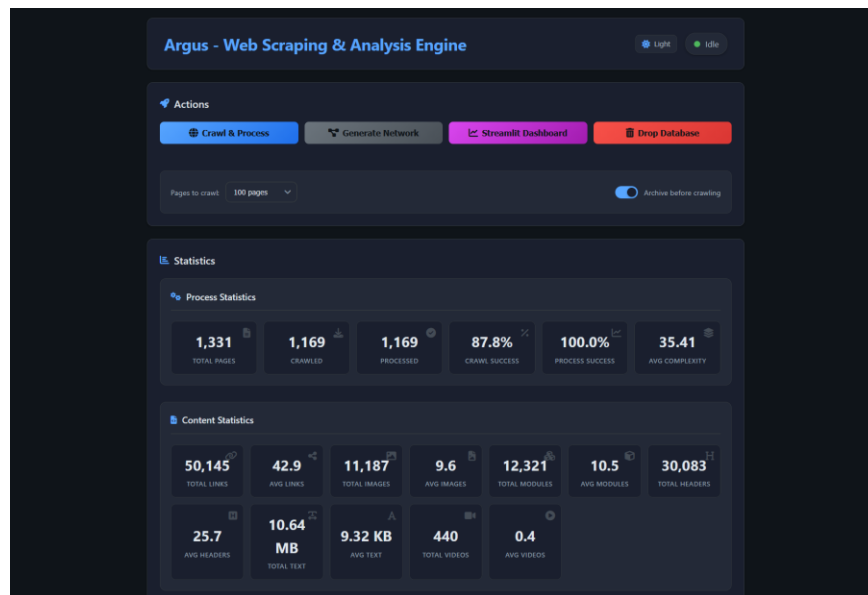 Argus - Web Scraping & Analysis Engine
Light
Idle
Actions
Crawl & Process
Generate Network
Streamlit Dashboard
Drop Database
Pages to crawl:
100 pages
Archive before crawling
Statistics
Process Statistics
1,331
TOTAL PAGES
1,169
CRAWLED
1,169
PROCESSED
87.8%
CRAWL SUCCESS
100.0%
PROCESS SUCCESS
35.41
AVG COMPLEXITY
Content Statistics
50,145
TOTAL LINKS
42.9
AVG LINKS
11,187
TOTAL IMAGES
9.6
AVG IMAGES
12,321
TOTAL MODULES
10.5
AVG MODULES
30,083
TOTAL HEADERS
25.7
AVG HEADERS
10.64
MB
TOTAL TEXT
9.32 KB
AVG TEXT
440
TOTAL VIDEOS
0.4
AVG VIDEOS